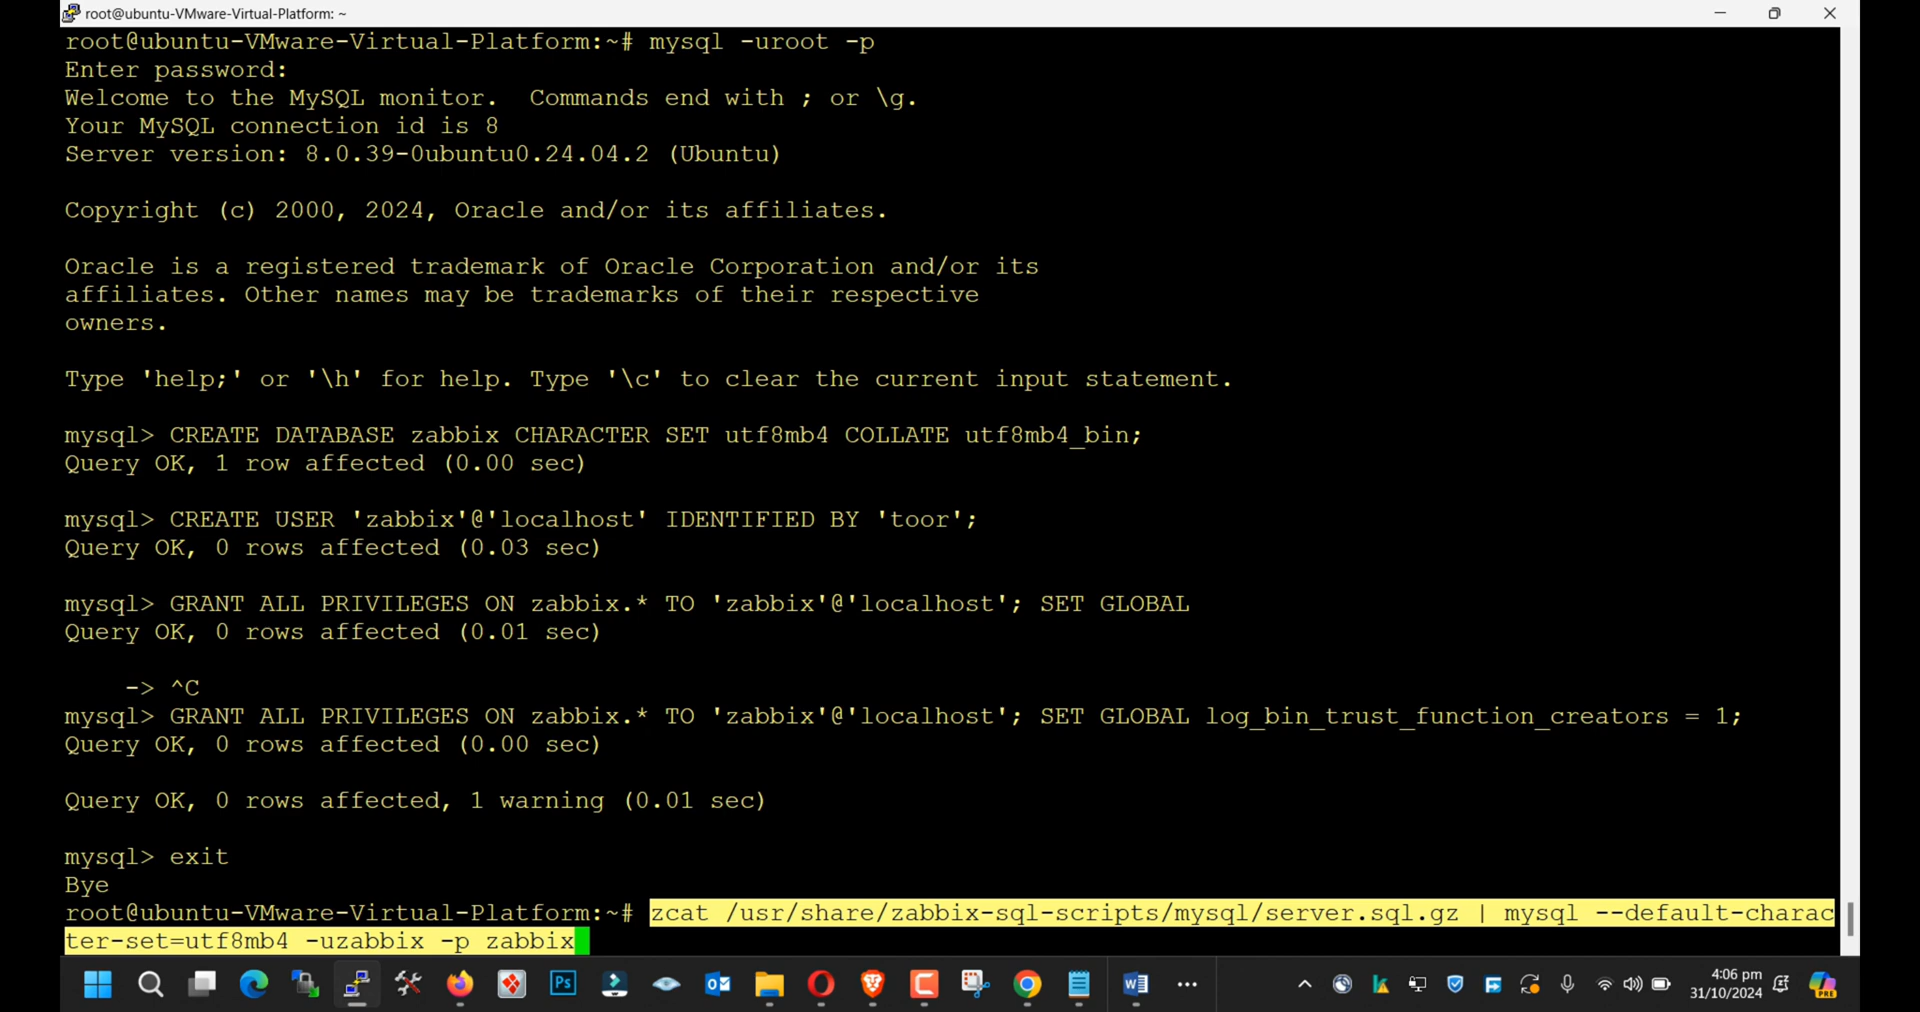 root@ubuntu-VMware-Virtual-Platform: ~
root@ubuntu-VMware-Virtual-Platform:~# mysql -uroot -p
Enter password:
Welcome to the MySQL monitor.  Commands end with ; or \g.
Your MySQL connection id is 8
Server version: 8.0.39-0ubuntu0.24.04.2 (Ubuntu)
Copyright (c) 2000, 2024, Oracle and/or its affiliates.
Oracle is a registered trademark of Oracle Corporation and/or its
affiliates. Other names may be trademarks of their respective
owners.
Type 'help;' or '\h' for help. Type '\c' to clear the current input statement.
mysql> CREATE DATABASE zabbix CHARACTER SET utf8mb4 COLLATE utf8mb4_bin;
Query OK, 1 row affected (0.00 sec)
mysql> CREATE USER 'zabbix'@'localhost' IDENTIFIED BY 'toor';
Query OK, 0 rows affected (0.03 sec)
mysql> GRANT ALL PRIVILEGES ON zabbix.* TO 'zabbix'@'localhost'; SET GLOBAL
Query OK, 0 rows affected (0.01 sec)
    -> ^C
mysql> GRANT ALL PRIVILEGES ON zabbix.* TO 'zabbix'@'localhost'; SET GLOBAL log_bin_trust_function_creators = 1;
Query OK, 0 rows affected (0.00 sec)
Query OK, 0 rows affected, 1 warning (0.01 sec)
mysql> exit
Bye
root@ubuntu-VMware-Virtual-Platform:~# zcat /usr/share/zabbix-sql-scripts/mysql/server.sql.gz | mysql --default-charac
ter-set=utf8mb4 -uzabbix -p zabbix
Ps
4:06 pm
31/10/2024
PRE